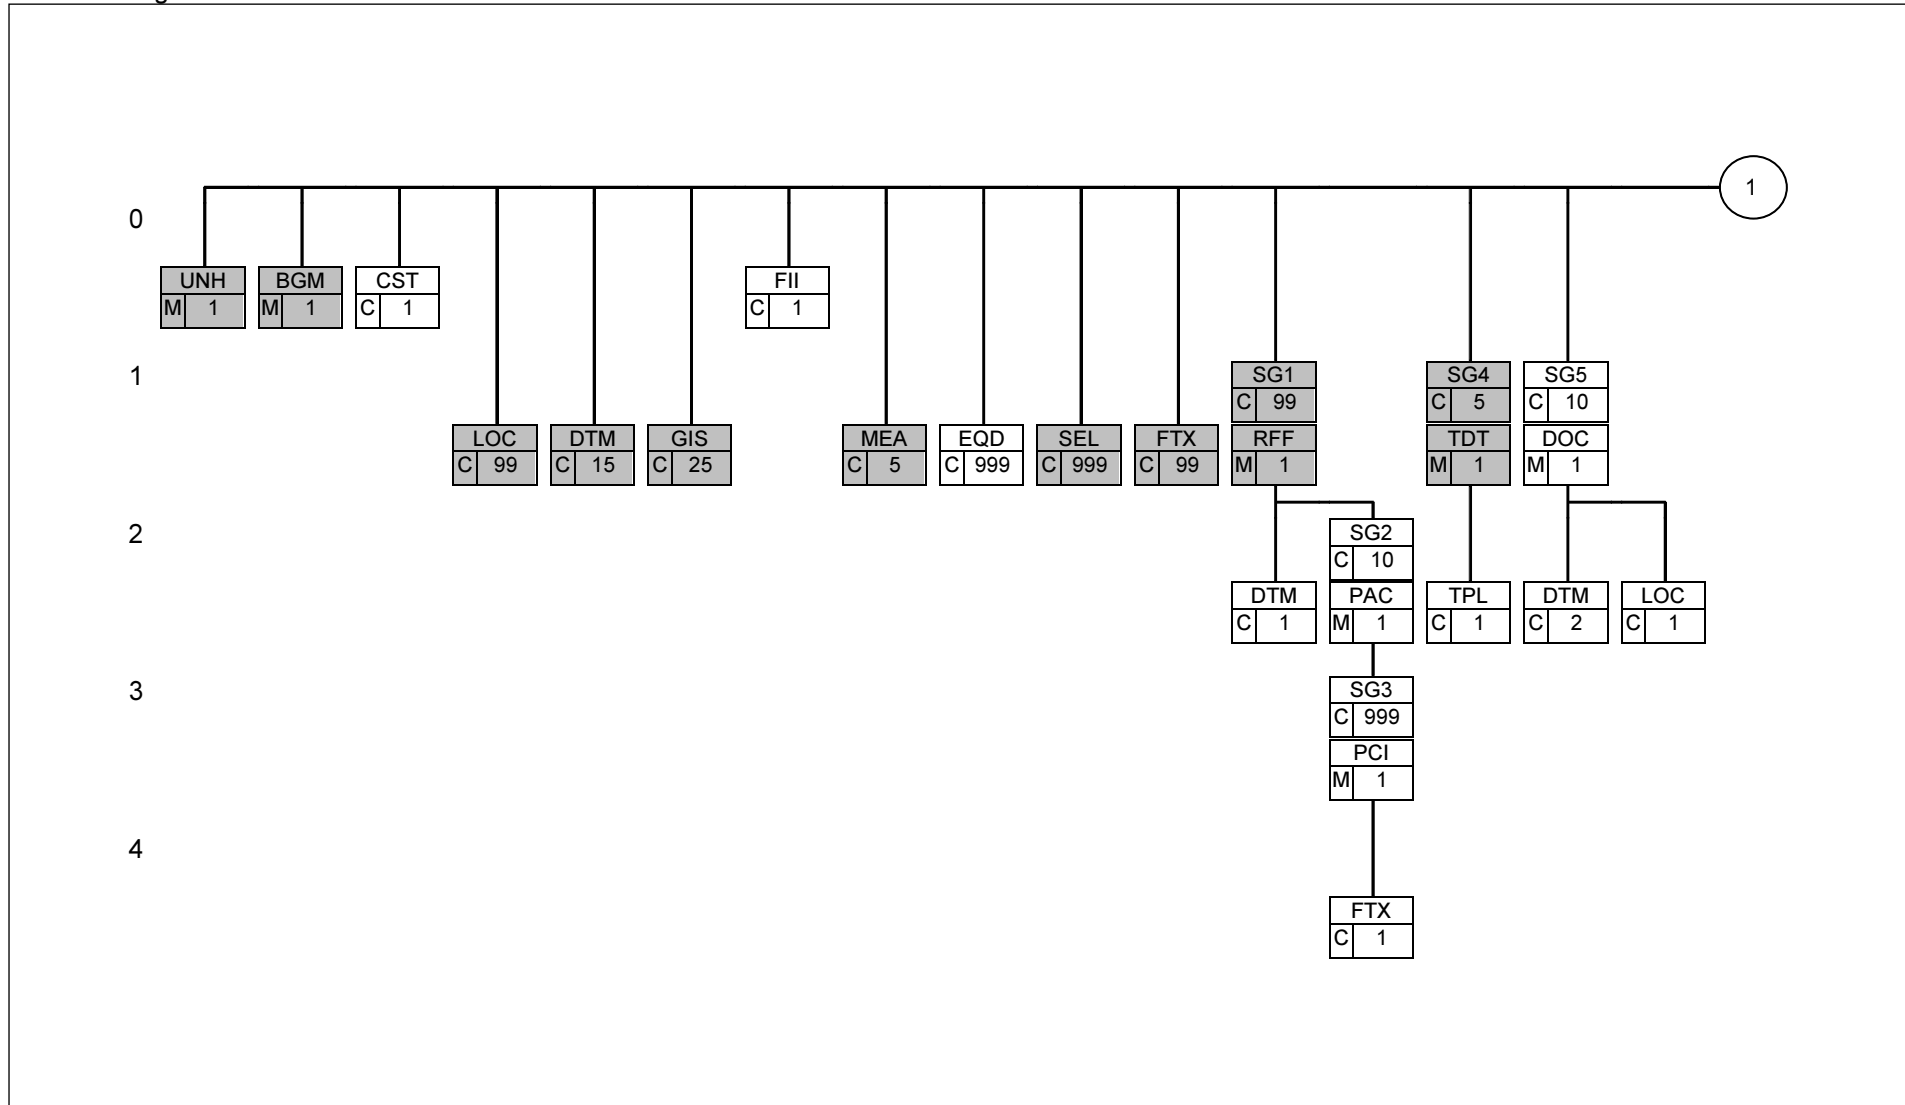 1
0
UNH BGM CST FII
M 1 M 1 C 1 C 1
1
SG1 SG4 SG5
C 99 C 5 C 10
LOC DTM GIS MEA EQD SEL FTX RFF TDT DOC
C 99 C 15 C 25 C 5 C 999 C 999 C 99 M 1 M 1 M 1
2
SG2
C 10
DTM PAC TPL DTM LOC
C 1 M 1 C 1 C 2 C 1
3
SG3
C 999
PCI
M 1
4
FTX
C 1